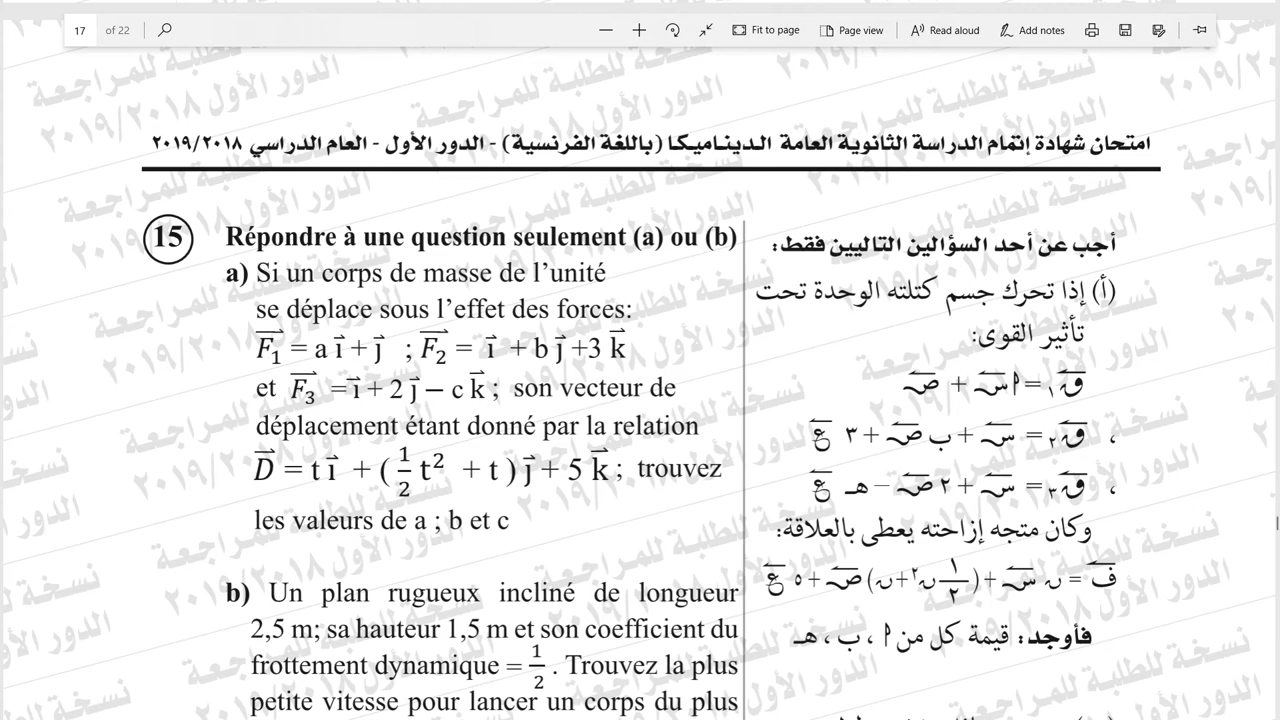 17 of 22 Fit to page Page view Read aloud Add notes
امتحان شهادة إتمام الدراسة الثانوية العامة الديناميكا (باللغة الفرنسية) - الدور الأول - العام الدراسي ٢٠١٩/٢٠١٨
15 Répondre à une question seulement (a) ou (b)
a) Si un corps de masse de l’unité
se déplace sous l’effet des forces:
F₁ = a i + j ; F₂ = i + b j +3 k
et F₃ = i + 2 j − c k ; son vecteur de
déplacement étant donné par la relation
D = t i + ( 1/2 t² + t ) j + 5 k ; trouvez
les valeurs de a ; b et c
b) Un plan rugueux incliné de longueur
2,5 m; sa hauteur 1,5 m et son coefficient du
frottement dynamique = 1/2 . Trouvez la plus
petite vitesse pour lancer un corps du plus
أجب عن أحد السؤالين التاليين فقط:
(أ) إذا تحرك جسم كتلته الوحدة تحت
تأثير القوى:
ق١ = ا س + ص
، ق٢ = س + ب ص + ٣ ع
، ق٣ = س + ٢ ص − هـ ع
وكان متجه إزاحته يعطى بالعلاقة:
ف = ن س + (١/٢ ن٢ + ن) ص + ٥ ع
فأوجد: قيمة كل من ا ، ب ، هـ
نسخة للطلبة للمراجعة
الدور الأول ٢٠١٩/٢٠١٨